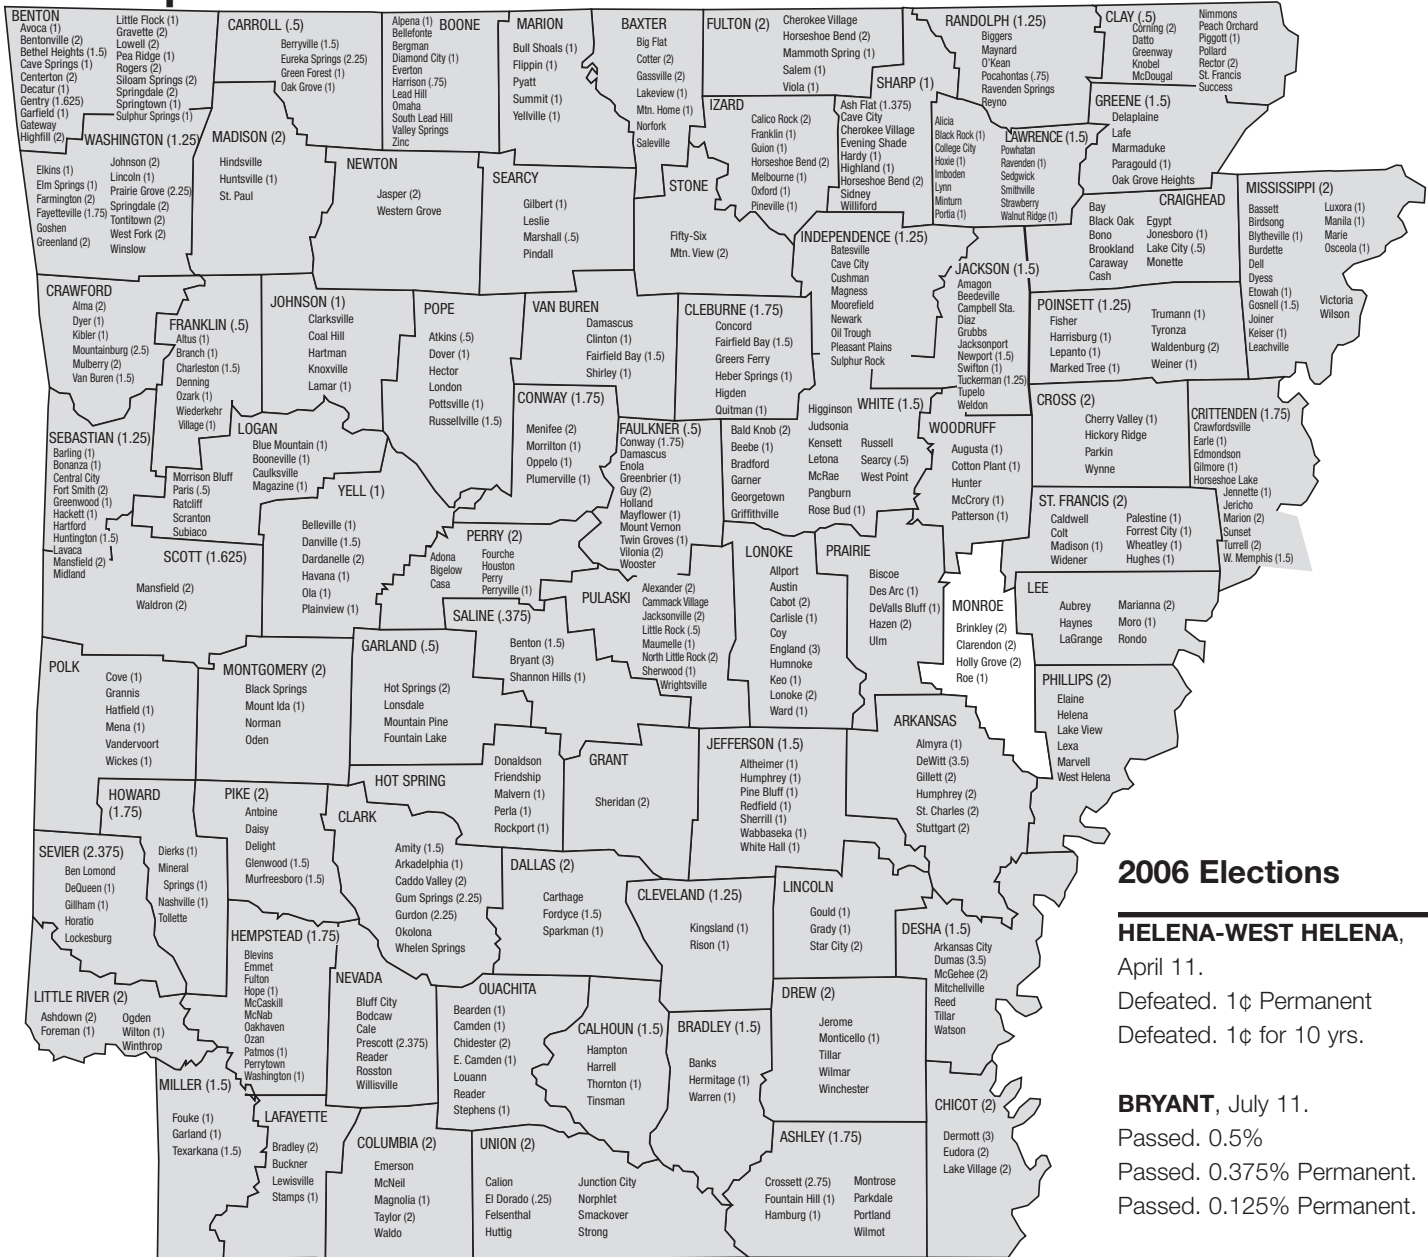 BENTON
Avoca (1)
Bentonville (2)
Bethel Heights (1.5)
Cave Springs (1)
Centerton (2)
Decatur (1)
Gentry (1.625)
Garfield (1)
Gateway
Highfill (2)
Little Flock (1)
Gravette (2)
Lowell (2)
Pea Ridge (1)
Rogers (2)
Siloam Springs (2)
Springdale (2)
Springtown (1)
Sulphur Springs (1)
CARROLL (.5)
Berryville (1.5)
Eureka Springs (2.25)
Green Forest (1)
Oak Grove (1)
BOONE
Alpena (1)
Bellefonte
Bergman
Diamond City (1)
Everton
Harrison (.75)
Lead Hill
Omaha
South Lead Hill
Valley Springs
Zinc
MARION
Bull Shoals (1)
Flippin (1)
Pyatt
Summit (1)
Yellville (1)
BAXTER
Big Flat
Cotter (2)
Gassville (2)
Lakeview (1)
Mtn. Home (1)
Norfork
Saleville
FULTON (2)
Cherokee Village
Horseshoe Bend (2)
Mammoth Spring (1)
Salem (1)
Viola (1)
SHARP (1)
Ash Flat (1.375)
Cave City
Cherokee Village
Evening Shade
Hardy (1)
Highland (1)
Horseshoe Bend (2)
Sidney
Williford
RANDOLPH (1.25)
Biggers
Maynard
O'Kean
Pocahontas (.75)
Ravenden Springs
Reyno
CLAY (.5)
Corning (2)
Datto
Greenway
Knobel
McDougal
Nimmons
Peach Orchard
Piggott (1)
Pollard
Rector (2)
St. Francis
Success
GREENE (1.5)
Delaplaine
Lafe
Marmaduke
Paragould (1)
Oak Grove Heights
IZARD
Calico Rock (2)
Franklin (1)
Guion (1)
Horseshoe Bend (2)
Melbourne (1)
Oxford (1)
Pineville (1)
LAWRENCE (1.5)
Alicia
Black Rock (1)
College City
Hoxie (1)
Imboden
Lynn
Minturn
Portia (1)
Powhatan
Ravenden (1)
Sedgwick
Smithville
Strawberry
Walnut Ridge (1)
WASHINGTON (1.25)
Elkins (1)
Elm Springs (1)
Farmington (2)
Fayetteville (1.75)
Goshen
Greenland (2)
Johnson (2)
Lincoln (1)
Prairie Grove (2.25)
Springdale (2)
Tontitown (2)
West Fork (2)
Winslow
MADISON (2)
Hindsville
Huntsville (1)
St. Paul
NEWTON
Jasper (2)
Western Grove
SEARCY
Gilbert (1)
Leslie
Marshall (.5)
Pindall
STONE
Fifty-Six
Mtn. View (2)
INDEPENDENCE (1.25)
Batesville
Cave City
Cushman
Magness
Moorefield
Newark
Oil Trough
Pleasant Plains
Sulphur Rock
CRAIGHEAD
Bay
Black Oak
Bono
Brookland
Caraway
Cash
Egypt
Jonesboro (1)
Lake City (.5)
Monette
MISSISSIPPI (2)
Bassett
Birdsong
Blytheville (1)
Burdette
Dell
Dyess
Etowah (1)
Gosnell (1.5)
Joiner
Keiser (1)
Leachville
Luxora (1)
Manila (1)
Marie
Osceola (1)
Victoria
Wilson
CRAWFORD
Alma (2)
Dyer (1)
Kibler (1)
Mountainburg (2.5)
Mulberry (2)
Van Buren (1.5)
FRANKLIN (.5)
Altus (1)
Branch (1)
Charleston (1.5)
Denning
Ozark (1)
Wiederkehr
Village (1)
JOHNSON (1)
Clarksville
Coal Hill
Hartman
Knoxville
Lamar (1)
POPE
Atkins (.5)
Dover (1)
Hector
London
Pottsville (1)
Russellville (1.5)
VAN BUREN
Damascus
Clinton (1)
Fairfield Bay (1.5)
Shirley (1)
CLEBURNE (1.75)
Concord
Fairfield Bay (1.5)
Greers Ferry
Heber Springs (1)
Higden
Quitman (1)
JACKSON (1.5)
Amagon
Beedeville
Campbell Sta.
Diaz
Grubbs
Jacksonport
Newport (1.5)
Swifton (1)
Tuckerman (1.25)
Tupelo
Weldon
POINSETT (1.25)
Fisher
Harrisburg (1)
Lepanto (1)
Marked Tree (1)
Trumann (1)
Tyronza
Waldenburg (2)
Weiner (1)
CONWAY (1.75)
Menifee (2)
Morrilton (1)
Oppelo (1)
Plumerville (1)
FAULKNER (.5)
Conway (1.75)
Damascus
Enola
Greenbrier (1)
Guy (2)
Holland
Mayflower (1)
Mount Vernon
Twin Groves (1)
Vilonia (2)
Wooster
WHITE (1.5)
Bald Knob (2)
Beebe (1)
Bradford
Garner
Georgetown
Griffithville
Higginson
Judsonia
Kensett
Letona
McRae
Pangburn
Rose Bud (1)
Russell
Searcy (.5)
West Point
WOODRUFF
Augusta (1)
Cotton Plant (1)
Hunter
McCrory (1)
Patterson (1)
CROSS (2)
Cherry Valley (1)
Hickory Ridge
Parkin
Wynne
CRITTENDEN (1.75)
Crawfordsville
Earle (1)
Edmondson
Gilmore (1)
Horseshoe Lake
Jennette (1)
Jericho
Marion (2)
Sunset
Turrell (2)
W. Memphis (1.5)
SEBASTIAN (1.25)
Barling (1)
Bonanza (1)
Central City
Fort Smith (2)
Greenwood (1)
Hackett (1)
Hartford
Huntington (1.5)
Lavaca
Mansfield (2)
Midland
LOGAN
Blue Mountain (1)
Booneville (1)
Caulksville
Magazine (1)
Morrison Bluff
Paris (.5)
Ratcliff
Scranton
Subiaco
YELL (1)
Belleville (1)
Danville (1.5)
Dardanelle (2)
Havana (1)
Ola (1)
Plainview (1)
SCOTT (1.625)
Mansfield (2)
Waldron (2)
PERRY (2)
Adona
Bigelow
Casa
Fourche
Houston
Perry
Perryville (1)
ST. FRANCIS (2)
Caldwell
Colt
Madison (1)
Widener
Palestine (1)
Forrest City (1)
Wheatley (1)
Hughes (1)
LONOKE
Allport
Austin
Cabot (2)
Carlisle (1)
Coy
England (3)
Humnoke
Keo (1)
Lonoke (2)
Ward (1)
PRAIRIE
Biscoe
Des Arc (1)
DeValls Bluff (1)
Hazen (2)
Ulm
PULASKI
Alexander (2)
Cammack Village
Jacksonville (2)
Little Rock (.5)
Maumelle (1)
North Little Rock (2)
Sherwood (1)
Wrightsville
SALINE (.375)
Benton (1.5)
Bryant (3)
Shannon Hills (1)
MONROE
Brinkley (2)
Clarendon (2)
Holly Grove (2)
Roe (1)
LEE
Aubrey
Haynes
LaGrange
Marianna (2)
Moro (1)
Rondo
PHILLIPS (2)
Elaine
Helena
Lake View
Lexa
Marvell
West Helena
POLK
Cove (1)
Grannis
Hatfield (1)
Mena (1)
Vandervoort
Wickes (1)
MONTGOMERY (2)
Black Springs
Mount Ida (1)
Norman
Oden
GARLAND (.5)
Hot Springs (2)
Lonsdale
Mountain Pine
Fountain Lake
HOT SPRING
Donaldson
Friendship
Malvern (1)
Perla (1)
Rockport (1)
GRANT
Sheridan (2)
JEFFERSON (1.5)
Altheimer (1)
Humphrey (1)
Pine Bluff (1)
Redfield (1)
Sherrill (1)
Wabbaseka (1)
White Hall (1)
ARKANSAS
Almyra (1)
DeWitt (3.5)
Gillett (2)
Humphrey (2)
St. Charles (2)
Stuttgart (2)
HOWARD
(1.75)
Dierks (1)
Mineral
Springs (1)
Nashville (1)
Tollette
PIKE (2)
Antoine
Daisy
Delight
Glenwood (1.5)
Murfreesboro (1.5)
CLARK
Amity (1.5)
Arkadelphia (1)
Caddo Valley (2)
Gum Springs (2.25)
Gurdon (2.25)
Okolona
Whelen Springs
DALLAS (2)
Carthage
Fordyce (1.5)
Sparkman (1)
CLEVELAND (1.25)
Kingsland (1)
Rison (1)
LINCOLN
Gould (1)
Grady (1)
Star City (2)
DESHA (1.5)
Arkansas City
Dumas (3.5)
McGehee (2)
Mitchellville
Reed
Tillar
Watson
SEVIER (2.375)
Ben Lomond
DeQueen (1)
Gillham (1)
Horatio
Lockesburg
LITTLE RIVER (2)
Ashdown (2)
Foreman (1)
Ogden
Wilton (1)
Winthrop
HEMPSTEAD (1.75)
Blevins
Emmet
Fulton
Hope (1)
McCaskill
McNab
Oakhaven
Ozan
Patmos (1)
Perrytown
Washington (1)
NEVADA
Bluff City
Bodcaw
Cale
Prescott (2.375)
Reader
Rosston
Willisville
OUACHITA
Bearden (1)
Camden (1)
Chidester (2)
E. Camden (1)
Louann
Reader
Stephens (1)
CALHOUN (1.5)
Hampton
Harrell
Thornton (1)
Tinsman
BRADLEY (1.5)
Banks
Hermitage (1)
Warren (1)
DREW (2)
Jerome
Monticello (1)
Tillar
Wilmar
Winchester
MILLER (1.5)
Fouke (1)
Garland (1)
Texarkana (1.5)
LAFAYETTE
Bradley (2)
Buckner
Lewisville
Stamps (1)
COLUMBIA (2)
Emerson
McNeil
Magnolia (1)
Taylor (2)
Waldo
UNION (2)
Calion
El Dorado (.25)
Felsenthal
Huttig
Junction City
Norphlet
Smackover
Strong
ASHLEY (1.75)
Crossett (2.75)
Fountain Hill (1)
Hamburg (1)
Montrose
Parkdale
Portland
Wilmot
CHICOT (2)
Dermott (3)
Eudora (2)
Lake Village (2)
2006 Elections
HELENA-WEST HELENA,
April 11.
Defeated. 1¢ Permanent
Defeated. 1¢ for 10 yrs.
BRYANT, July 11.
Passed. 0.5%
Passed. 0.375% Permanent.
Passed. 0.125% Permanent.